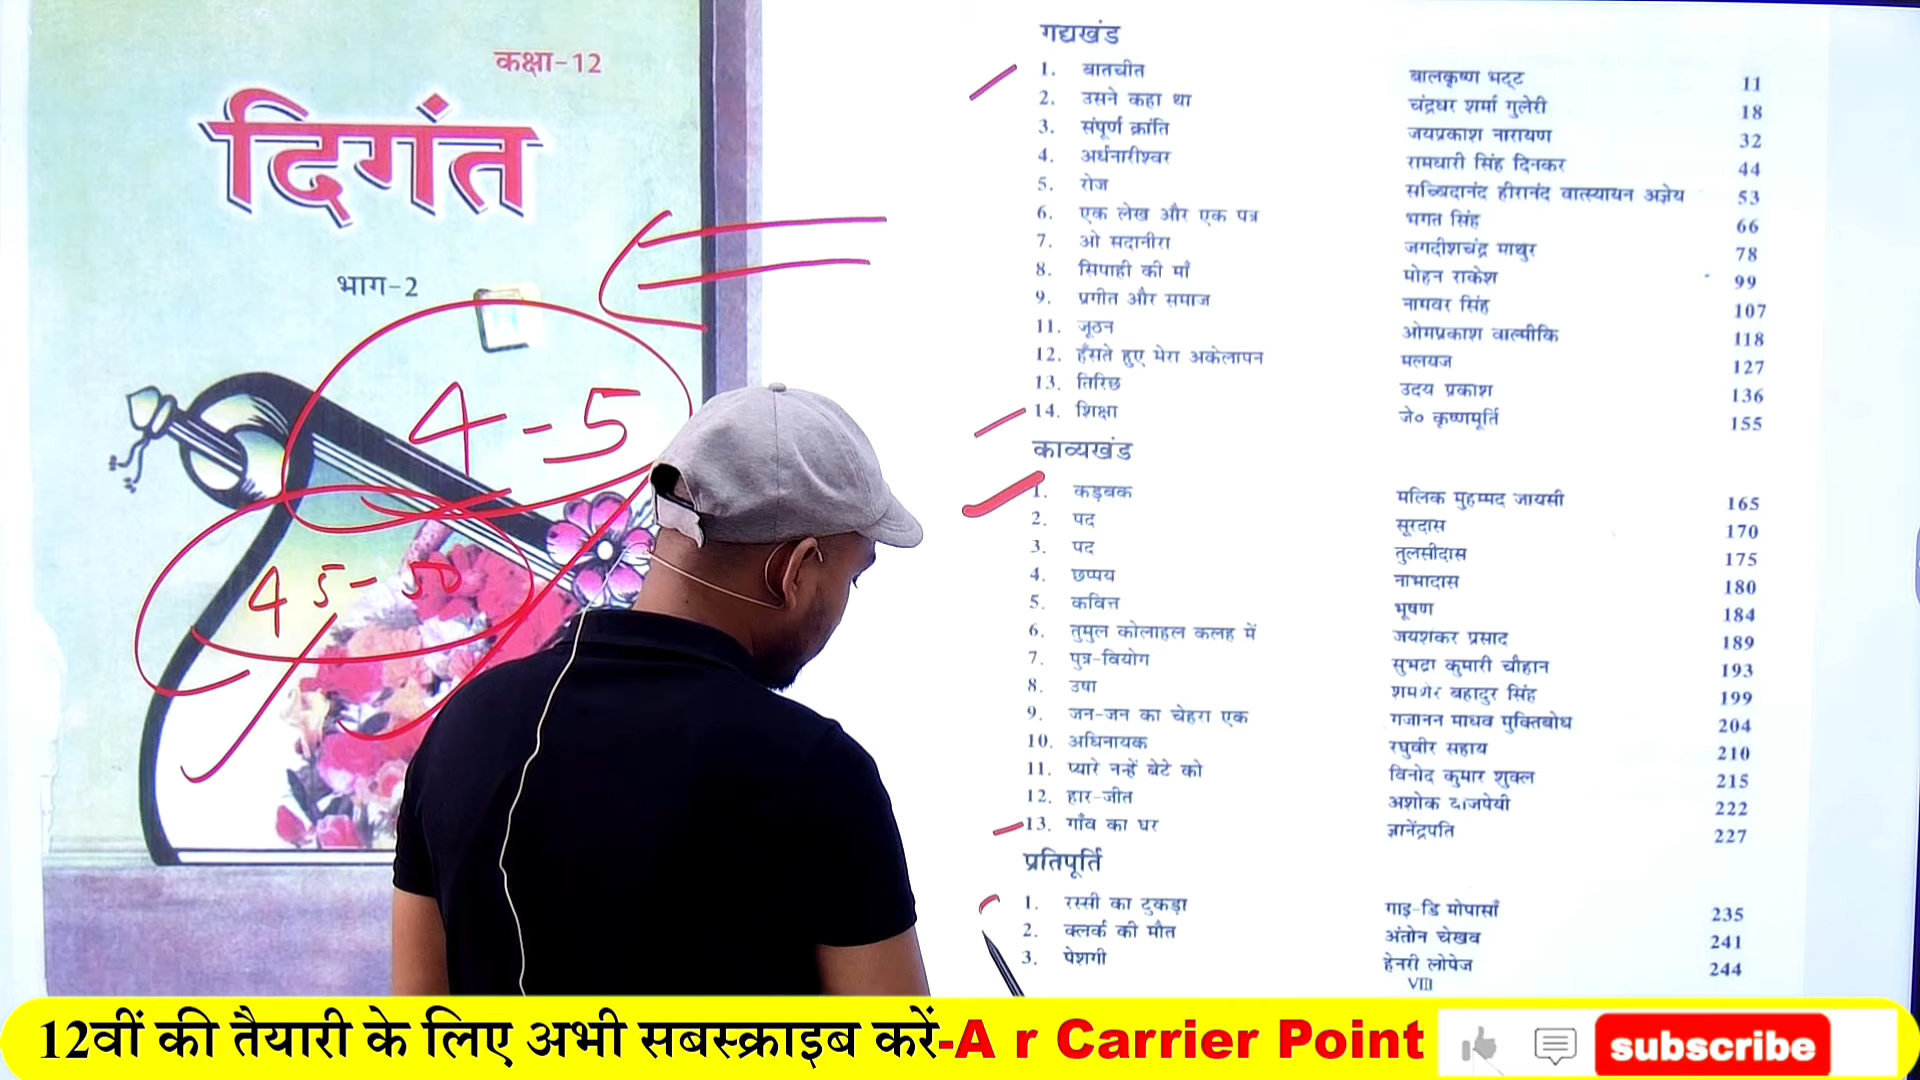 कक्षा-12
दिगंत
भाग-2
4-5
45-50
गद्यखंड
1. बातचीत बालकृष्ण भट्ट 11
2. उसने कहा था चंद्रधर शर्मा गुलेरी 18
3. संपूर्ण क्रांति जयप्रकाश नारायण 32
4. अर्धनारीश्वर रामधारी सिंह दिनकर 44
5. रोज सच्चिदानंद हीरानंद वात्स्यायन अज्ञेय 53
6. एक लेख और एक पत्र भगत सिंह 66
7. ओ सदानीरा जगदीशचंद्र माथुर 78
8. सिपाही की माँ मोहन राकेश 99
9. प्रगीत और समाज नामवर सिंह 107
11. जूठन ओमप्रकाश वाल्मीकि 118
12. हँसते हुए मेरा अकेलापन मलयज 127
13. तिरिछ उदय प्रकाश 136
14. शिक्षा जे० कृष्णमूर्ति 155
काव्यखंड
1. कड़बक मलिक मुहम्मद जायसी 165
2. पद सूरदास 170
3. पद तुलसीदास 175
4. छप्पय नाभादास 180
5. कवित्त भूषण 184
6. तुमुल कोलाहल कलह में जयशंकर प्रसाद 189
7. पुत्र-वियोग सुभद्रा कुमारी चौहान 193
8. उषा शमशेर बहादुर सिंह 199
9. जन-जन का चेहरा एक गजानन माधव मुक्तिबोध 204
10. अधिनायक रघुवीर सहाय 210
11. प्यारे नन्हें बेटे को विनोद कुमार शुक्ल 215
12. हार-जीत अशोक वाजपेयी 222
13. गाँव का घर ज्ञानेंद्रपति 227
प्रतिपूर्ति
1. रस्सी का टुकड़ा गाइ-डि मोपासाँ 235
2. क्लर्क की मौत अंतोन चेखव 241
3. पेशगी हेनरी लोपेज 244
VIII
12वीं की तैयारी के लिए अभी सबस्क्राइब करें-A r Carrier Point
subscribe